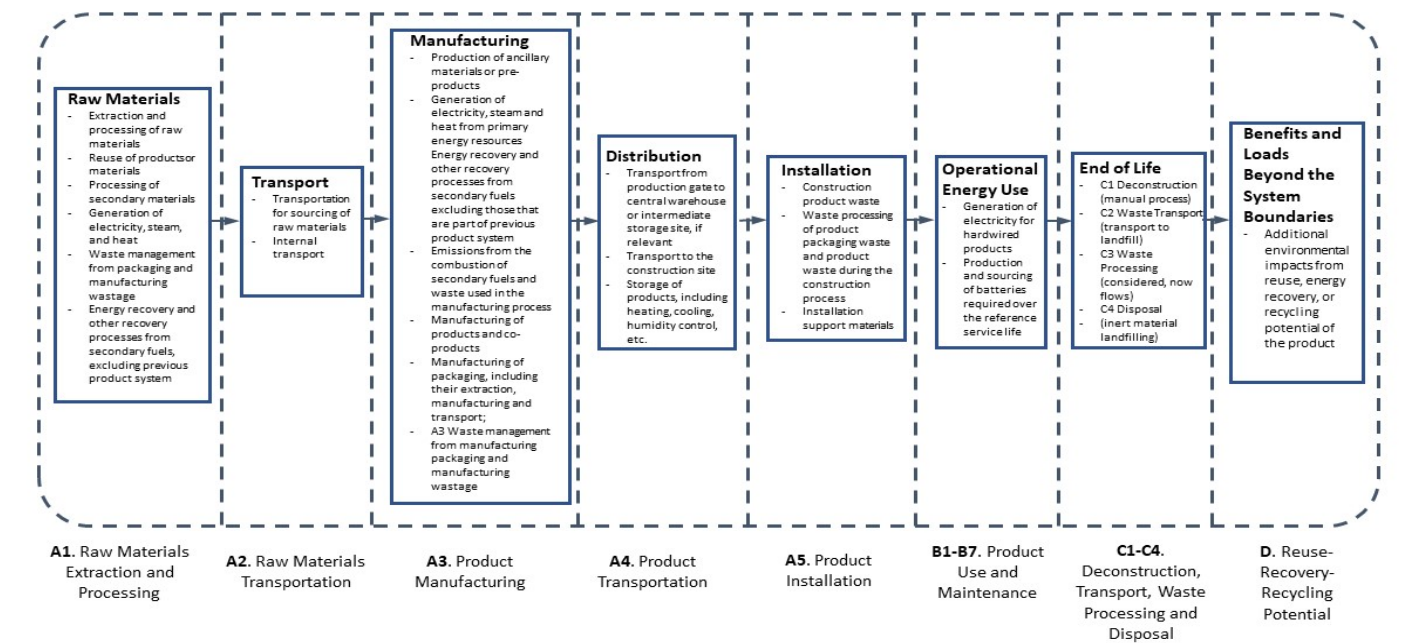 Raw Materials
- Extraction and
processing of raw
materials
- Reuse of products or
materials
- Processing of
secondary materials
- Generation of
electricity, steam,
and heat
- Waste management
from packaging and
manufacturing
wastage
- Energy recovery and
other recovery
processes from
secondary fuels,
excluding previous
product system
Transport
- Transportation
for sourcing of
raw materials
- Internal
transport
Manufacturing
- Production of ancillary
materials or pre-
products
- Generation of
electricity, steam and
heat from primary
energy resources
Energy recovery and
other recovery
processes from
secondary fuels
excluding those that
are part of previous
product system
- Emissions from the
combustion of
secondary fuels and
waste used in the
manufacturing process
- Manufacturing of
products and co-
products
- Manufacturing of
packaging, including
their extraction,
manufacturing and
transport;
- A3 Waste management
from manufacturing
packaging and
manufacturing
wastage
Distribution
- Transport from
production gate to
central warehouse
or intermediate
storage site, if
relevant
- Transport to the
construction site
- Storage of
products, including
heating, cooling,
humidity control,
etc.
Installation
- Construction
product waste
- Waste processing
of product
packaging waste
and product
waste during the
construction
process
- Installation
support materials
Operational
Energy Use
- Generation of
electricity for
hardwired
products
- Production
and sourcing
of batteries
required over
the reference
service life
End of Life
- C1 Deconstruction
(manual process)
- C2 Waste Transport
(transport to
landfill)
- C3 Waste
Processing
(considered, now
flows)
- C4 Disposal
- (inert material
landfilling)
Benefits and
Loads
Beyond the
System
Boundaries
- Additional
environmental
impacts from
reuse, energy
recovery, or
recycling
potential of
the product
A1. Raw Materials
Extraction and
Processing
A2. Raw Materials
Transportation
A3. Product
Manufacturing
A4. Product
Transportation
A5. Product
Installation
B1-B7. Product
Use and
Maintenance
C1-C4.
Deconstruction,
Transport, Waste
Processing and
Disposal
D. Reuse-
Recovery-
Recycling
Potential